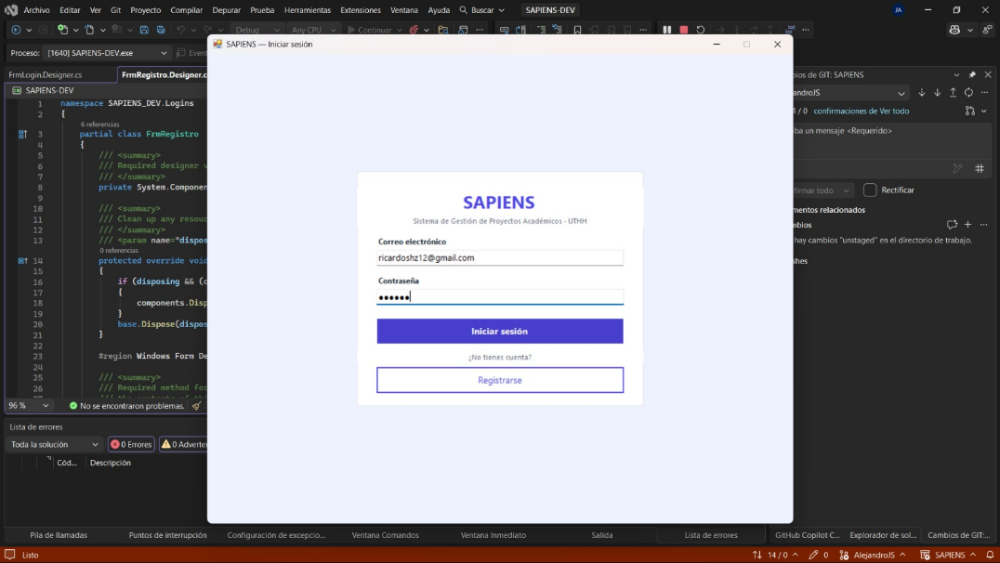 Archivo Editar Ver Git Proyecto Compilar Depurar Prueba Herramientas Extensiones Ventana Ayuda Buscar SAPIENS-DEV JA
Debug Any CPU Continuar
Proceso: [1640] SAPIENS-DEV.exe Event
SAPIENS — Iniciar sesión
FrmLogin.Designer.cs FrmRegistro.Designer.c
SAPIENS-DEV
1 namespace SAPIENS_DEV.Logins
2 {
6 referencias
3 partial class FrmRegistro
4 {
5 /// <summary>
6 /// Required designer v
7 /// </summary>
8 private System.Componen
9
10 /// <summary>
11 /// Clean up any resour
12 /// </summary>
13 /// <param name="dispos
0 referencias
14 protected override void
15 {
16 if (disposing && (c
17 {
18 components.Disp
19 }
20 base.Dispose(dispos
21 }
22
23 #region Windows Form De
24
25 /// <summary>
26 /// Required method for
96 % No se encontraron problemas.
SAPIENS
Sistema de Gestión de Proyectos Académicos - UTHH
Correo electrónico
ricardoshz12@gmail.com
Contraseña
●●●●●●
Iniciar sesión
¿No tienes cuenta?
Registrarse
bios de GIT: SAPIENS
androJS
4 / 0 confirmaciones de Ver todo
ba un mensaje <Requerido>
firmar todo Rectificar
mentos relacionados
mbios
hay cambios "unstaged" en el directorio de trabajo.
shes
Lista de errores
Toda la solución 0 Errores 0 Adverter
Cód... Descripción
Pila de llamadas Puntos de interrupción Configuración de excepcio... Ventana Comandos Ventana Inmediato Salida Lista de errores GitHub Copilot C... Explorador de sol... Cambios de GIT:...
Listo 14 / 0 0 AlejandroJS SAPIENS